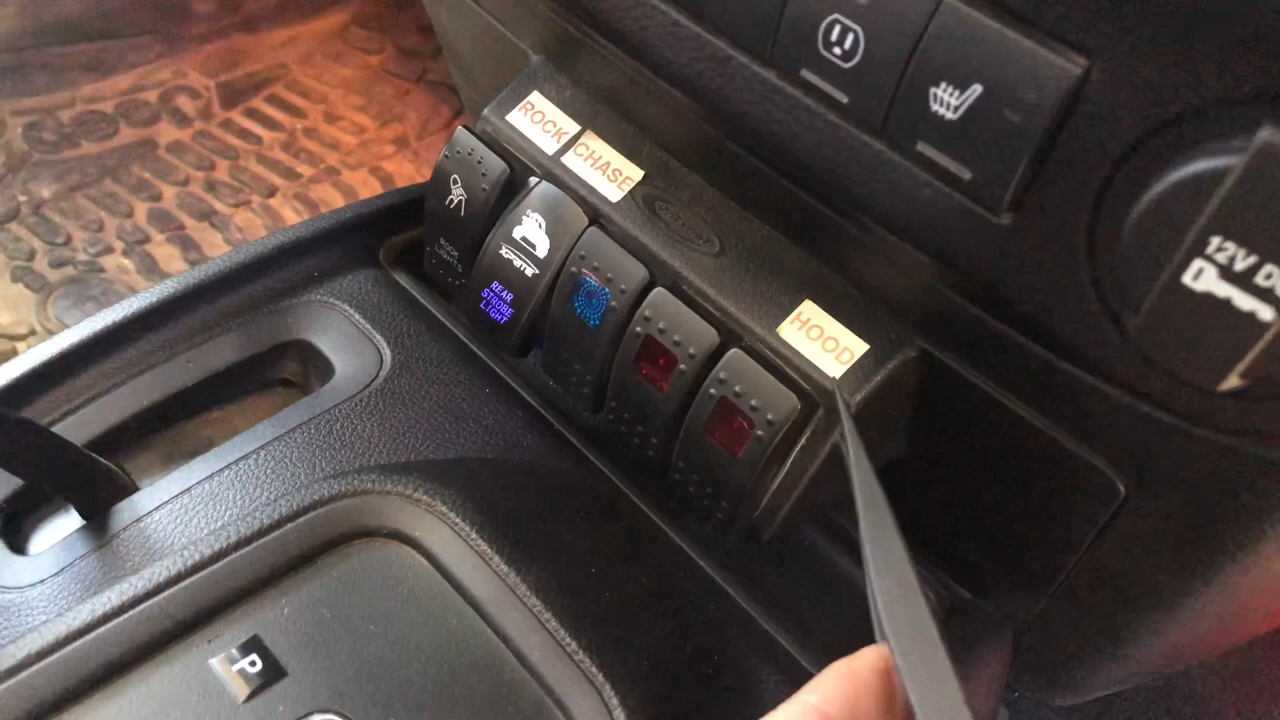 ROCK
CHASE
HOOD
ROCK
LIGHTS
XPRITE
REAR
STROBE
LIGHT
12V D
P